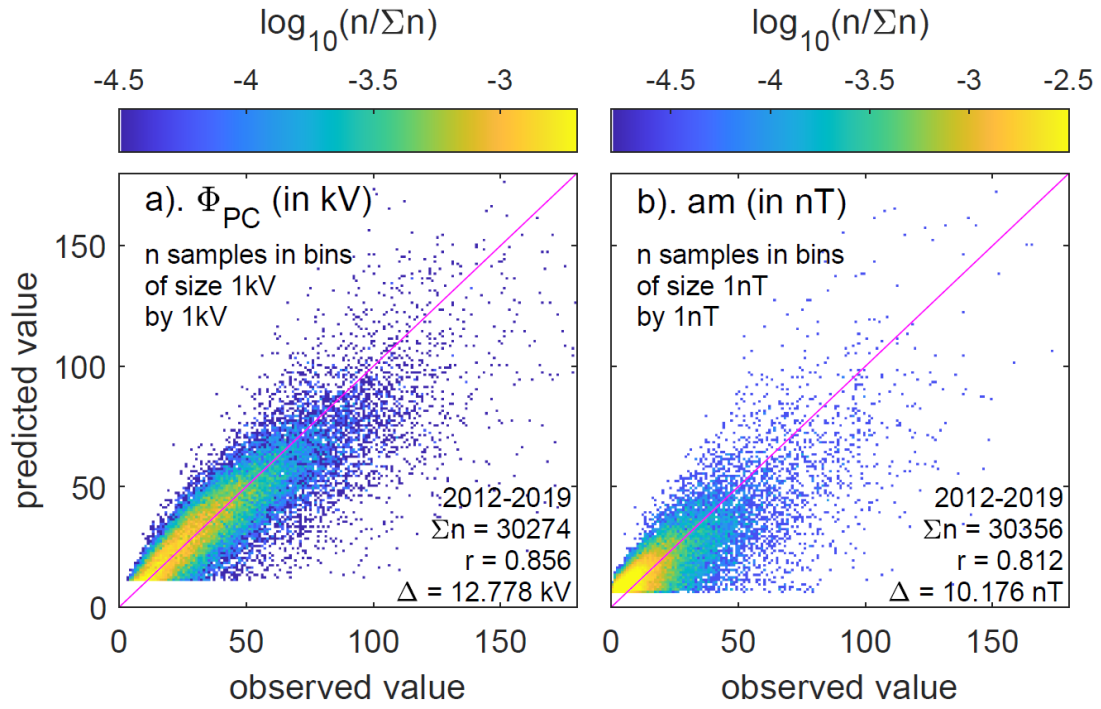 log10(n/Σn)
-4.5 -4 -3.5 -3
a). ΦPC (in kV)
n samples in bins
of size 1kV
by 1kV
2012-2019
Σn = 30274
r = 0.856
Δ = 12.778 kV
predicted value
150
100
50
0
0 50 100 150
observed value
log10(n/Σn)
-4.5 -4 -3.5 -3 -2.5
b). am (in nT)
n samples in bins
of size 1nT
by 1nT
2012-2019
Σn = 30356
r = 0.812
Δ = 10.176 nT
0 50 100 150
observed value